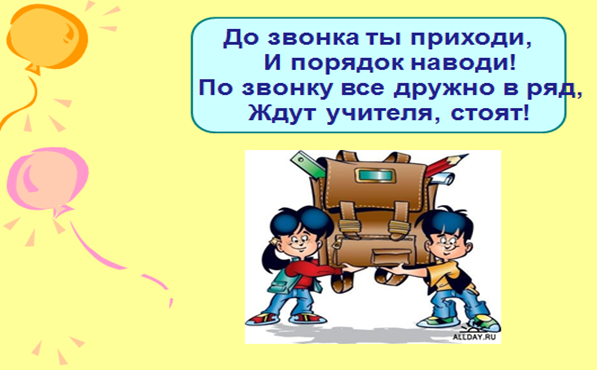 До звонка ты приходи,
И порядок наводи!
По звонку все дружно в ряд,
Ждут учителя, стоят!
ALLDAY.RU